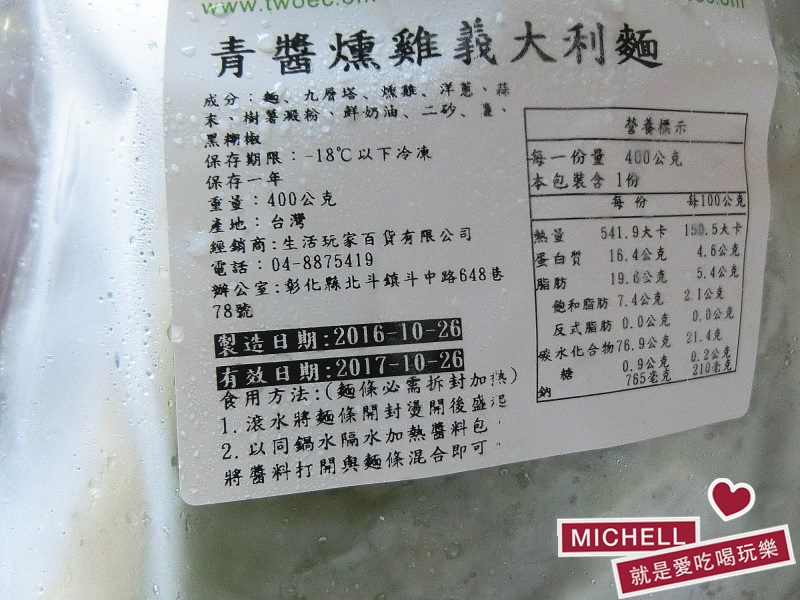 www.twoec.com
青醬燻雞義大利麵
成分：麵、九層塔、燻雞、洋蔥、蒜
末、樹薯澱粉、鮮奶油、二砂、
黑糊椒
保存期限：-18℃以下冷凍
保存一年
重量：400公克
產地：台灣
經銷商：生活玩家百貨有限公司
電話：04-8875419
辦公室：彰化縣北斗鎮斗中路648巷
78號
製造日期:2016-10-26
有效日期:2017-10-26
食用方法：(麵條必需拆封加熱)
1.滾水將麵條開封燙開後盛起
2.以同鍋水隔水加熱醬料包
將醬料打開與麵條混合即可。
營養標示
每一份量 400公克
本包裝含 1份
每份 每100公克
熱量 541.9大卡 150.5大卡
蛋白質 16.4公克 4.6公克
脂肪 19.6公克 5.4公克
飽和脂肪 7.4公克 2.1公克
反式脂肪 0.0公克 0.0公克
碳水化合物 76.9公克 21.4克
糖 0.9公克 0.2公克
鈉 765毫克 210毫克
MICHELL
就是愛吃喝玩樂